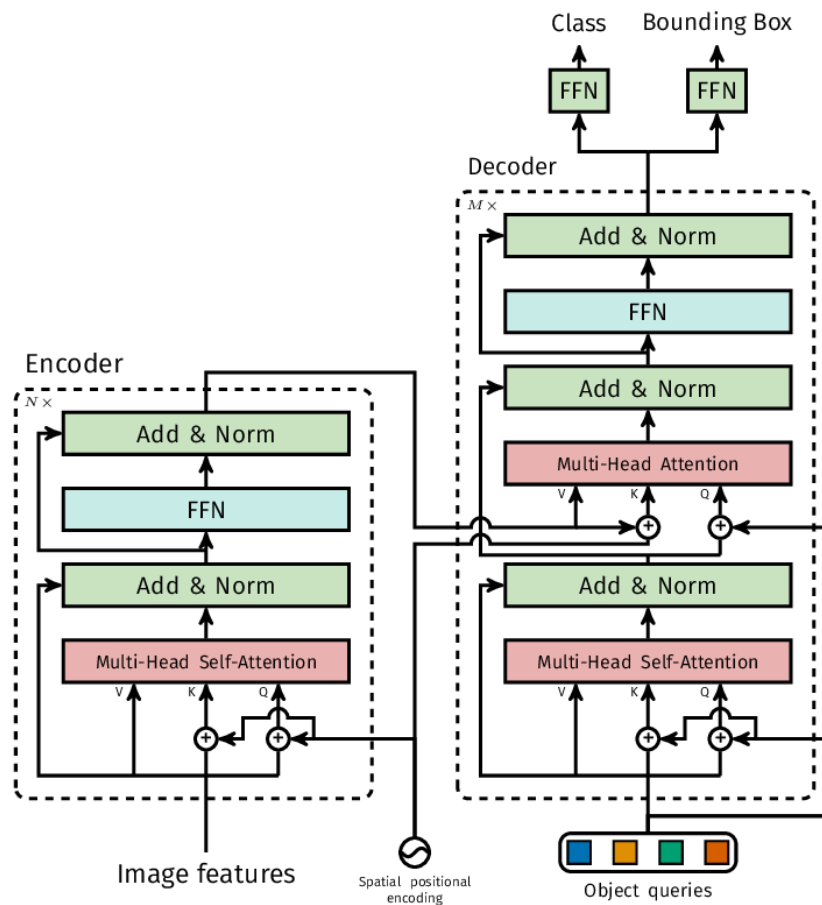 Class
Bounding Box
FFN
FFN
Decoder
M ×
Add & Norm
FFN
Add & Norm
Multi-Head Attention
V
K
Q
Add & Norm
Multi-Head Self-Attention
V
K
Q
Object queries
Encoder
N ×
Add & Norm
FFN
Add & Norm
Multi-Head Self-Attention
V
K
Q
Image features
Spatial positional
encoding